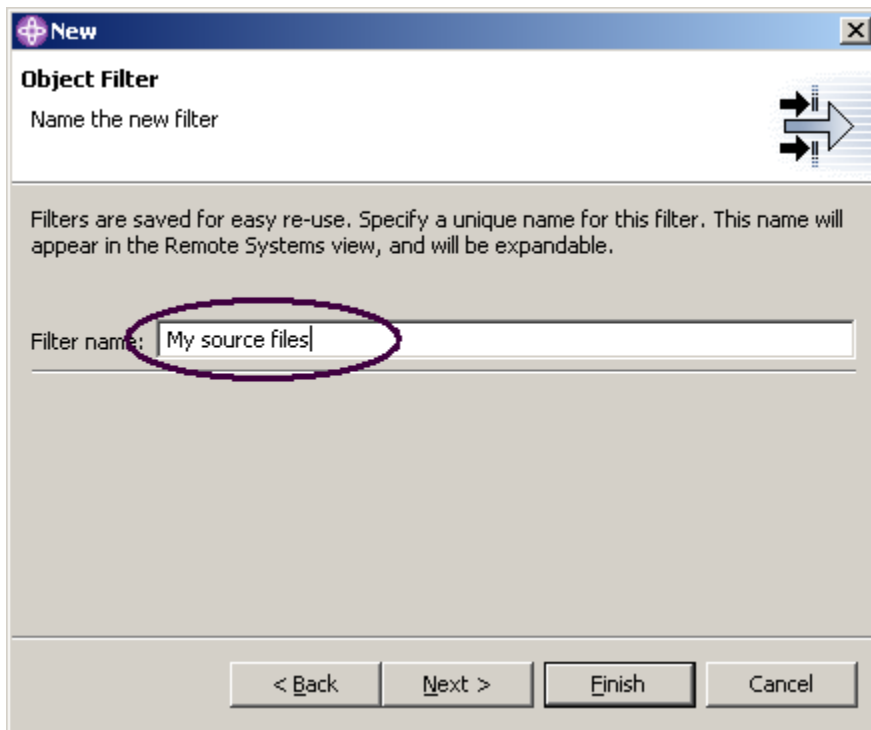 New
Object Filter
Name the new filter
Filters are saved for easy re-use. Specify a unique name for this filter. This name will
appear in the Remote Systems view, and will be expandable.
Filter name: My source files
< Back Next > Finish Cancel